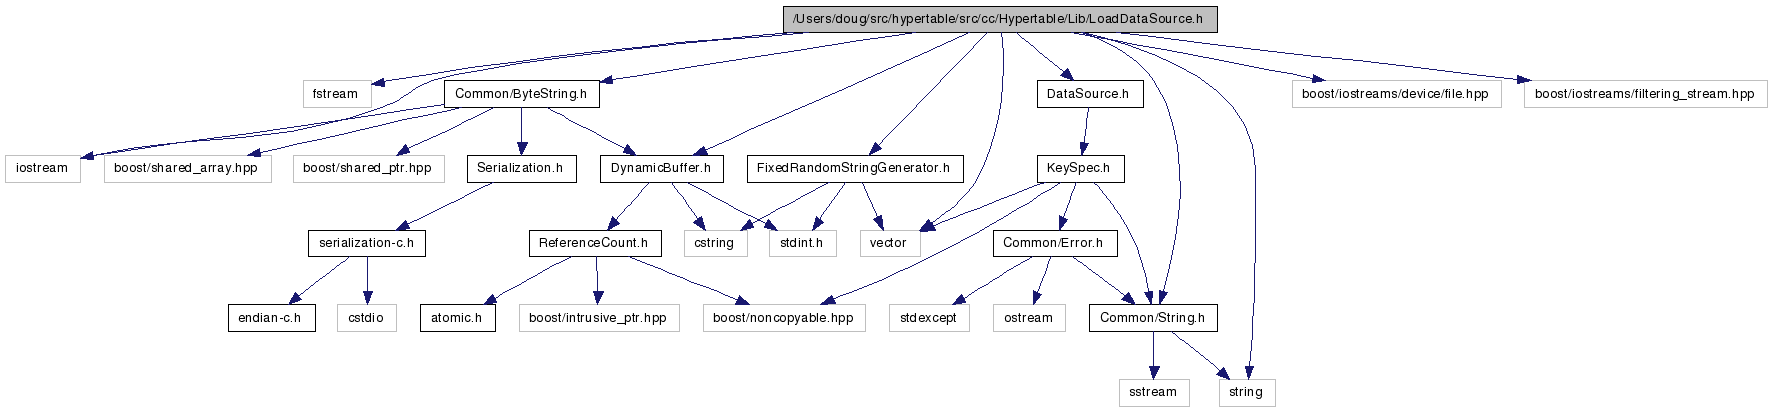 /Users/doug/src/hypertable/src/cc/Hypertable/Lib/LoadDataSource.h
fstream
Common/ByteString.h
DataSource.h
boost/iostreams/device/file.hpp
boost/iostreams/filtering_stream.hpp
iostream
boost/shared_array.hpp
boost/shared_ptr.hpp
Serialization.h
DynamicBuffer.h
FixedRandomStringGenerator.h
KeySpec.h
serialization-c.h
ReferenceCount.h
cstring
stdint.h
vector
Common/Error.h
endian-c.h
cstdio
atomic.h
boost/intrusive_ptr.hpp
boost/noncopyable.hpp
stdexcept
ostream
Common/String.h
sstream
string